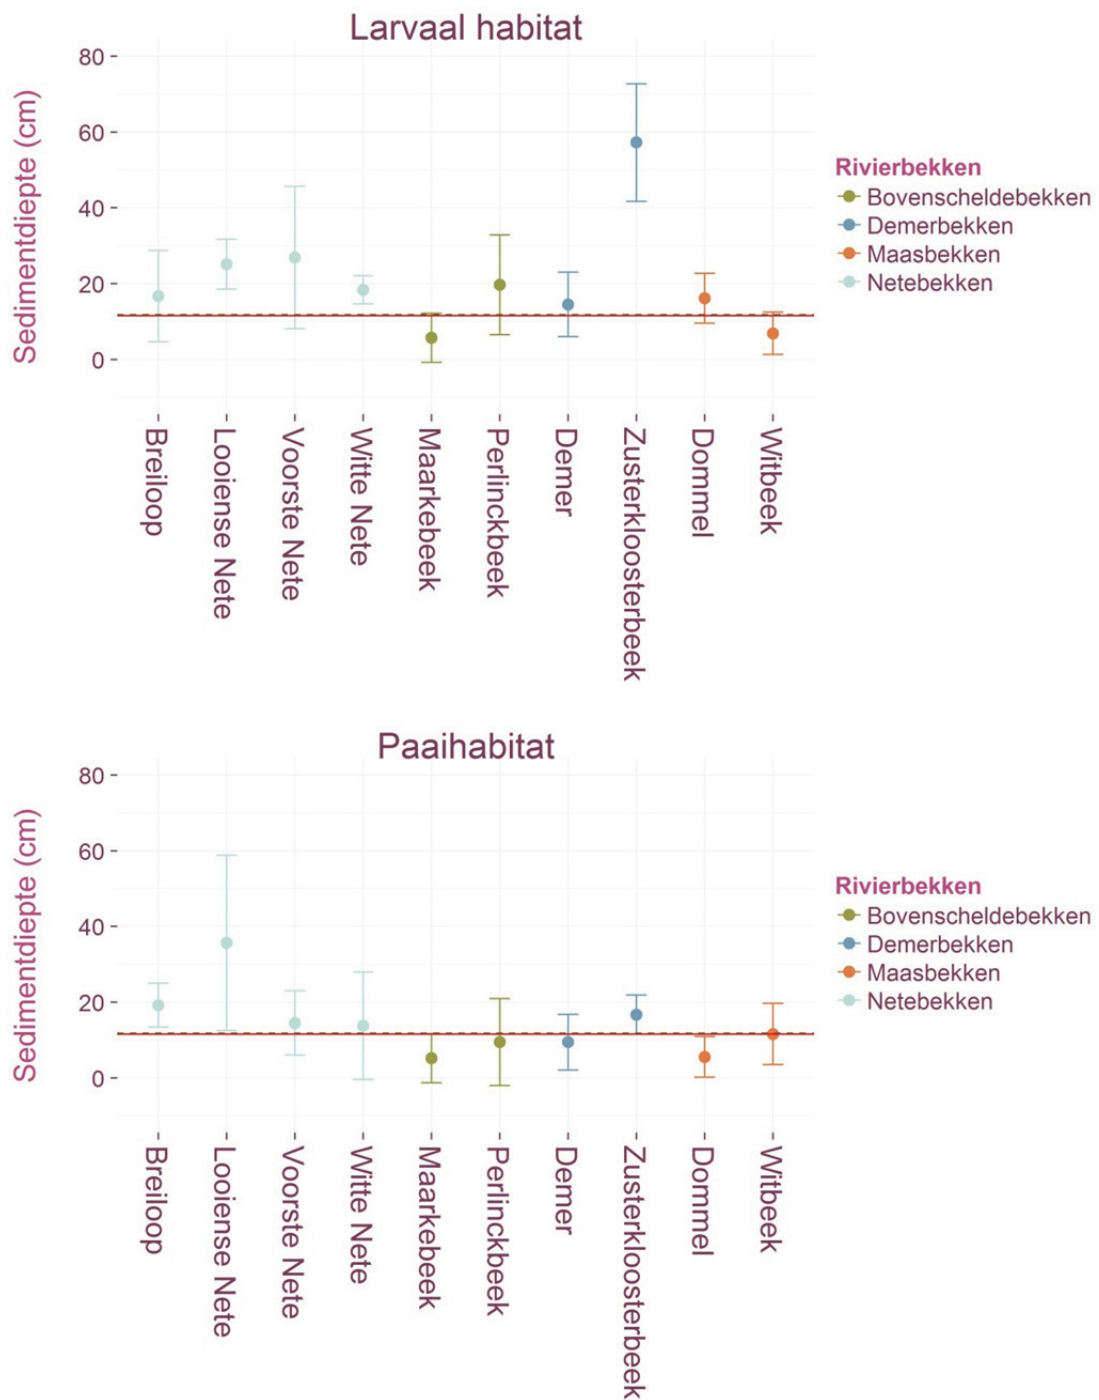 Larvaal habitat
Sedimentdiepte (cm)
80
60
40
20
0
Breiloop
Looiense Nete
Voorste Nete
Witte Nete
Maarkebeek
Perlinckbeek
Demer
Zusterkloosterbeek
Dommel
Witbeek
Rivierbekken
Bovenscheldebekken
Demerbekken
Maasbekken
Netebekken
Paaihabitat
Sedimentdiepte (cm)
80
60
40
20
0
Breiloop
Looiense Nete
Voorste Nete
Witte Nete
Maarkebeek
Perlinckbeek
Demer
Zusterkloosterbeek
Dommel
Witbeek
Rivierbekken
Bovenscheldebekken
Demerbekken
Maasbekken
Netebekken